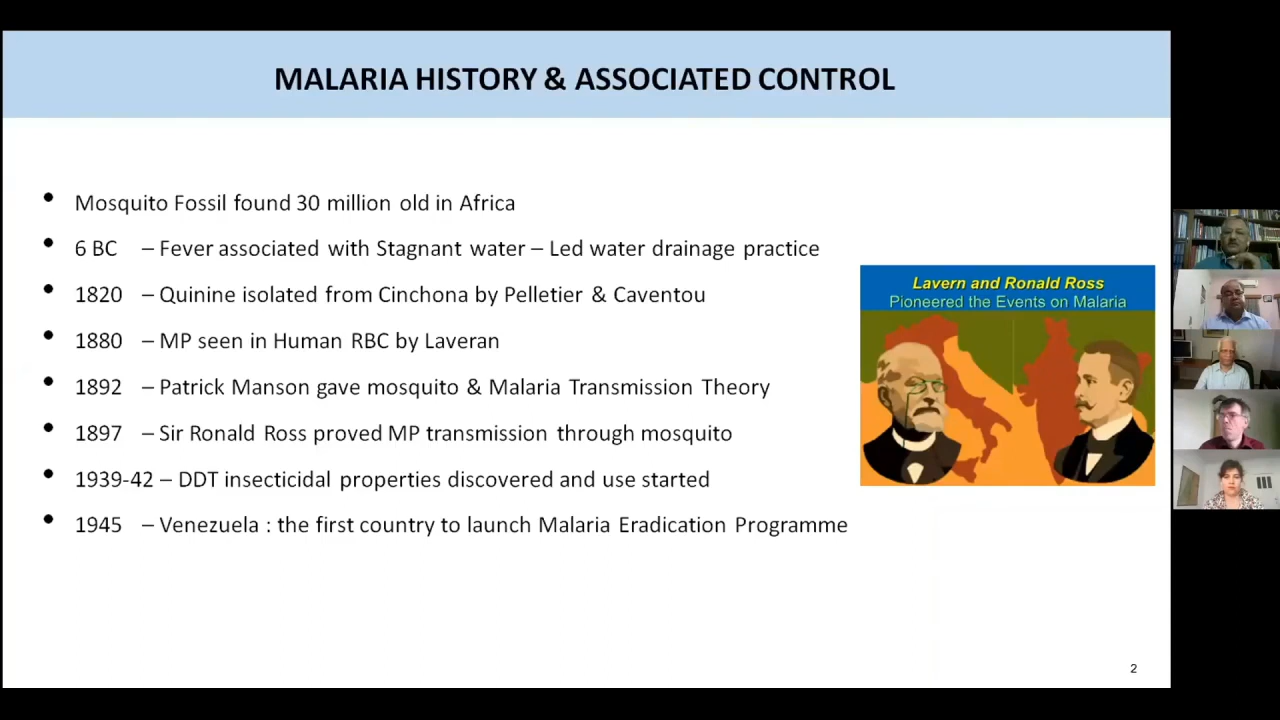 MALARIA HISTORY & ASSOCIATED CONTROL
• Mosquito Fossil found 30 million old in Africa
• 6 BC – Fever associated with Stagnant water – Led water drainage practice
• 1820 – Quinine isolated from Cinchona by Pelletier & Caventou
• 1880 – MP seen in Human RBC by Laveran
• 1892 – Patrick Manson gave mosquito & Malaria Transmission Theory
• 1897 – Sir Ronald Ross proved MP transmission through mosquito
• 1939-42 – DDT insecticidal properties discovered and use started
• 1945 – Venezuela : the first country to launch Malaria Eradication Programme
Lavern and Ronald Ross
Pioneered the Events on Malaria
2